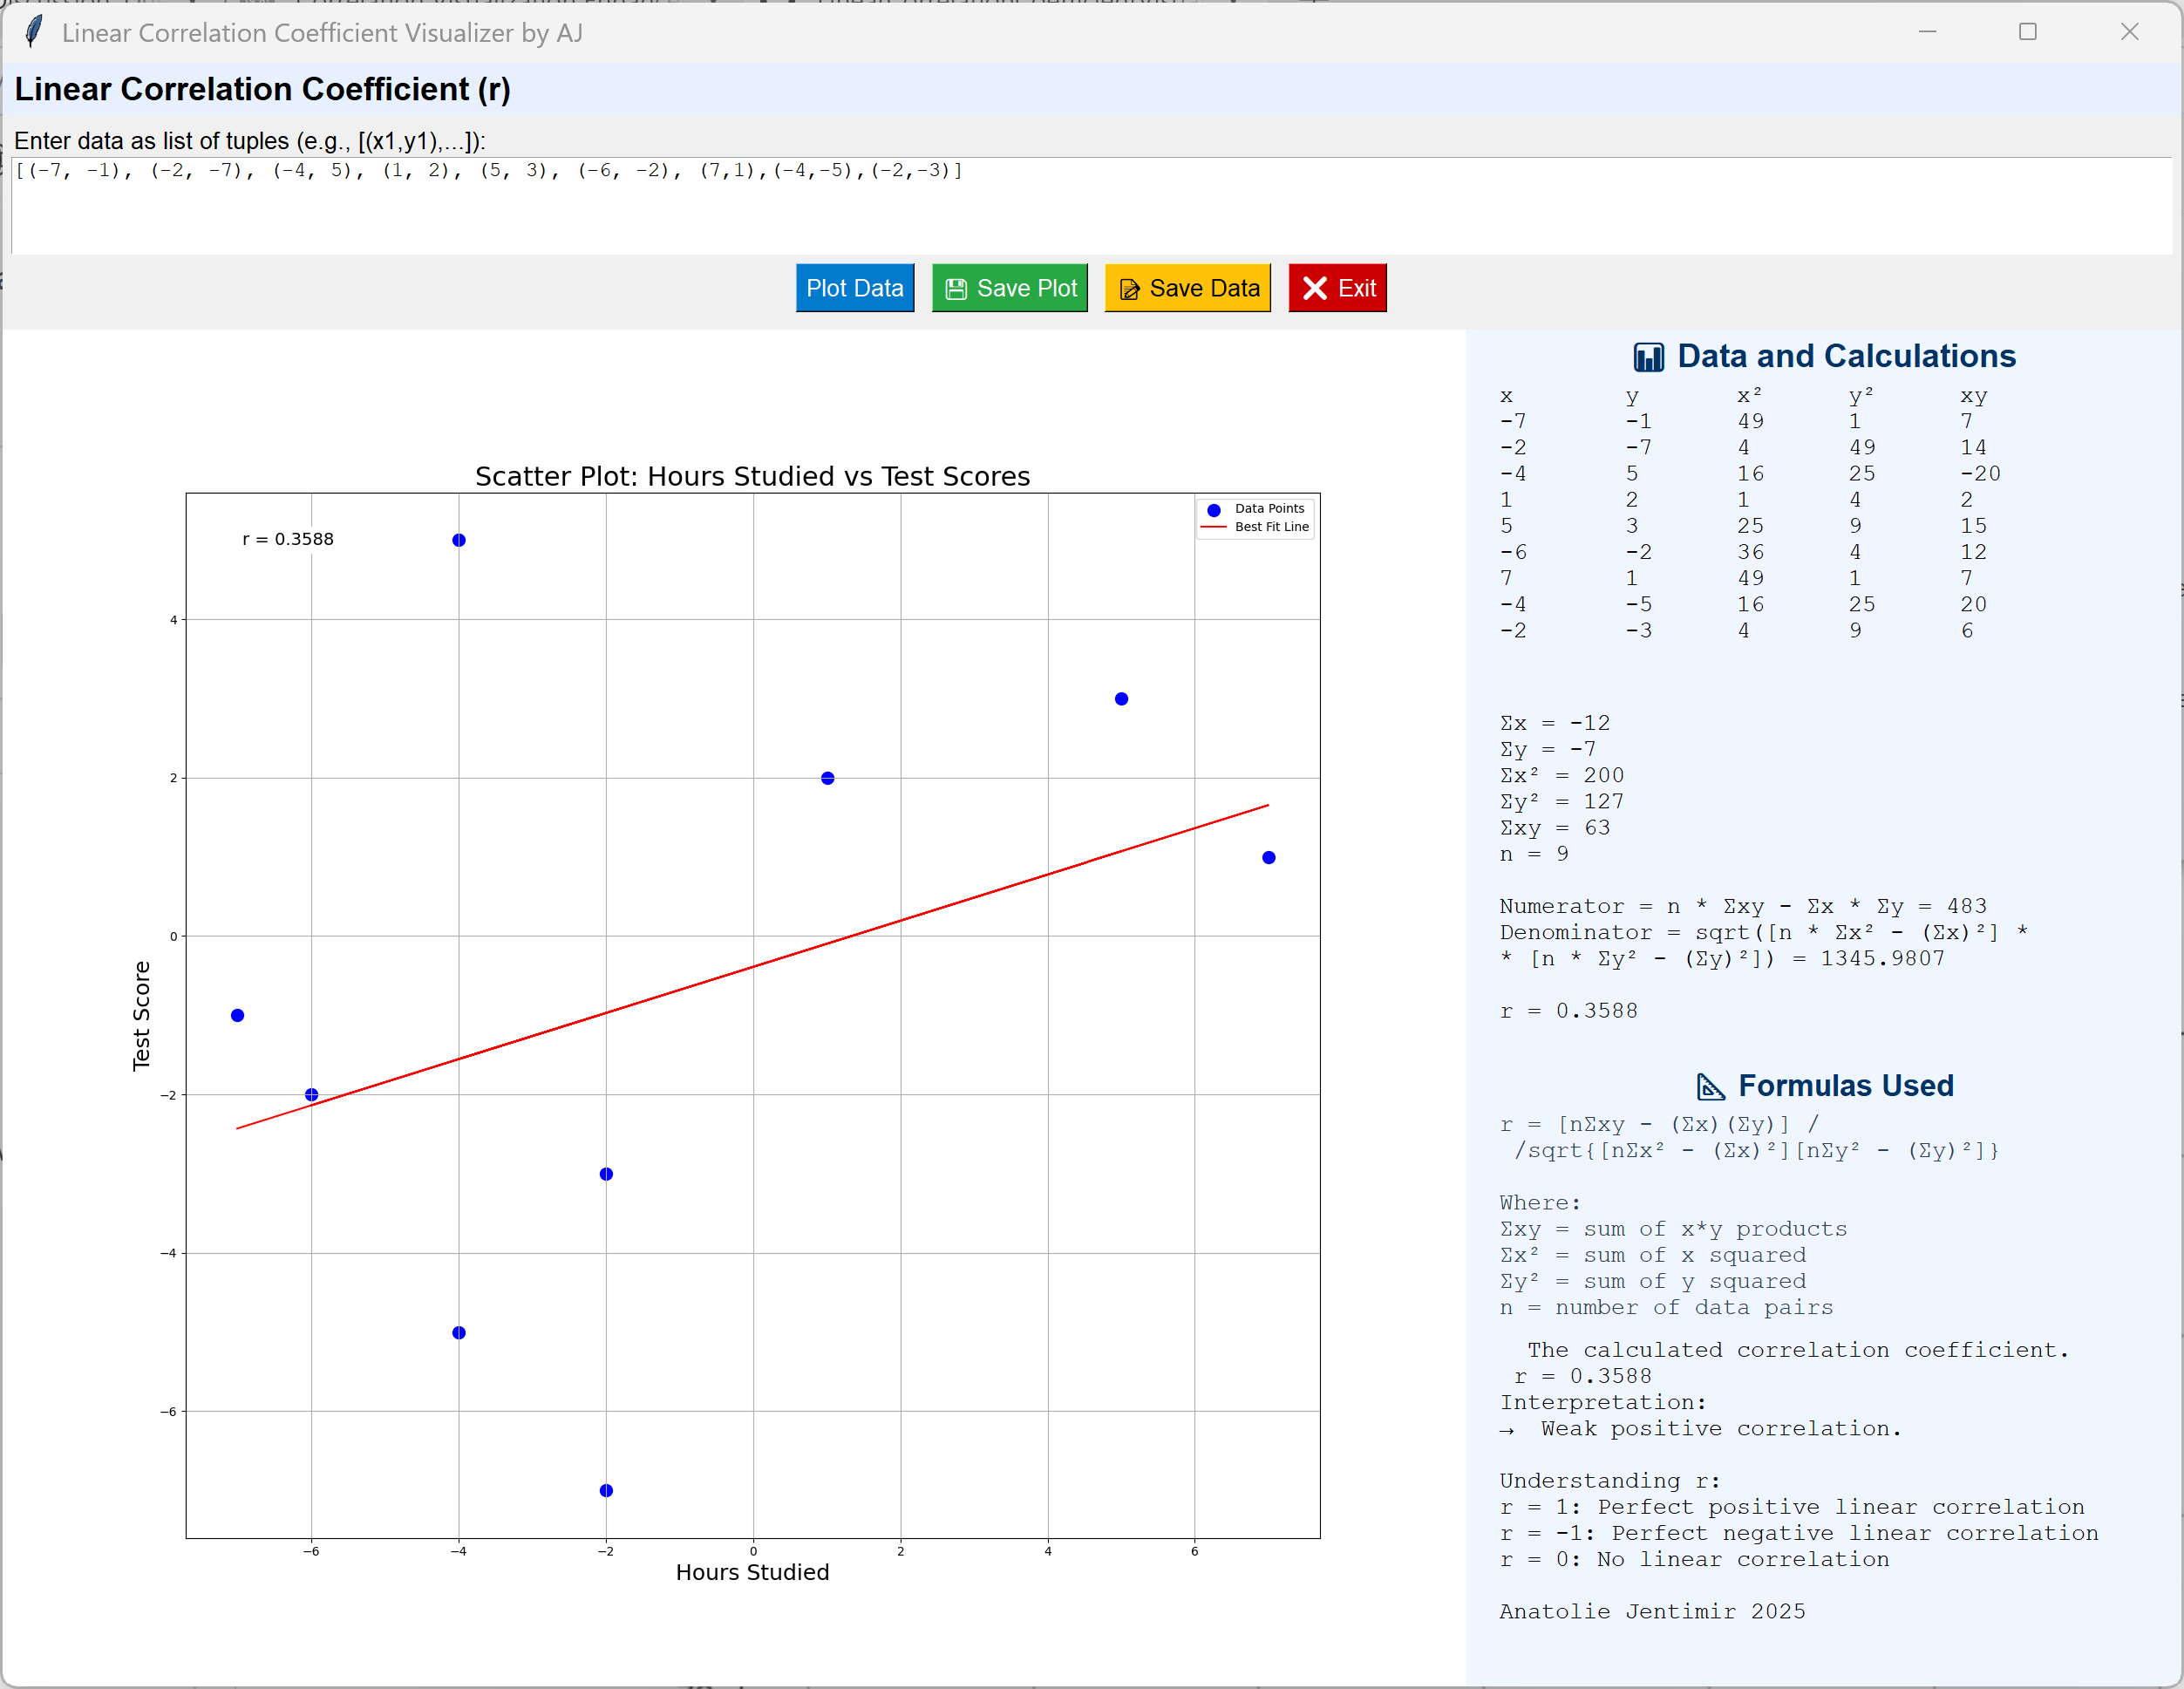 Linear Correlation Coefficient Visualizer by AJ
Linear Correlation Coefficient (r)
Enter data as list of tuples (e.g., [(x1,y1),...]):
[(-7, -1), (-2, -7), (-4, 5), (1, 2), (5, 3), (-6, -2), (7,1),(-4,-5),(-2,-3)]
Plot Data
Save Plot
Save Data
Exit
Scatter Plot: Hours Studied vs Test Scores
r = 0.3588
Data Points
Best Fit Line
4
2
0
−2
−4
−6
Test Score
−6 −4 −2 0 2 4 6
Hours Studied
Data and Calculations
x y x² y² xy
-7 -1 49 1 7
-2 -7 4 49 14
-4 5 16 25 -20
1 2 1 4 2
5 3 25 9 15
-6 -2 36 4 12
7 1 49 1 7
-4 -5 16 25 20
-2 -3 4 9 6
Σx = -12
Σy = -7
Σx² = 200
Σy² = 127
Σxy = 63
n = 9
Numerator = n * Σxy - Σx * Σy = 483
Denominator = sqrt([n * Σx² - (Σx)²] *
* [n * Σy² - (Σy)²]) = 1345.9807
r = 0.3588
Formulas Used
r = [nΣxy - (Σx)(Σy)] /
/sqrt{[nΣx² - (Σx)²][nΣy² - (Σy)²]}
Where:
Σxy = sum of x*y products
Σx² = sum of x squared
Σy² = sum of y squared
n = number of data pairs
The calculated correlation coefficient.
r = 0.3588
Interpretation:
→ Weak positive correlation.
Understanding r:
r = 1: Perfect positive linear correlation
r = -1: Perfect negative linear correlation
r = 0: No linear correlation
Anatolie Jentimir 2025